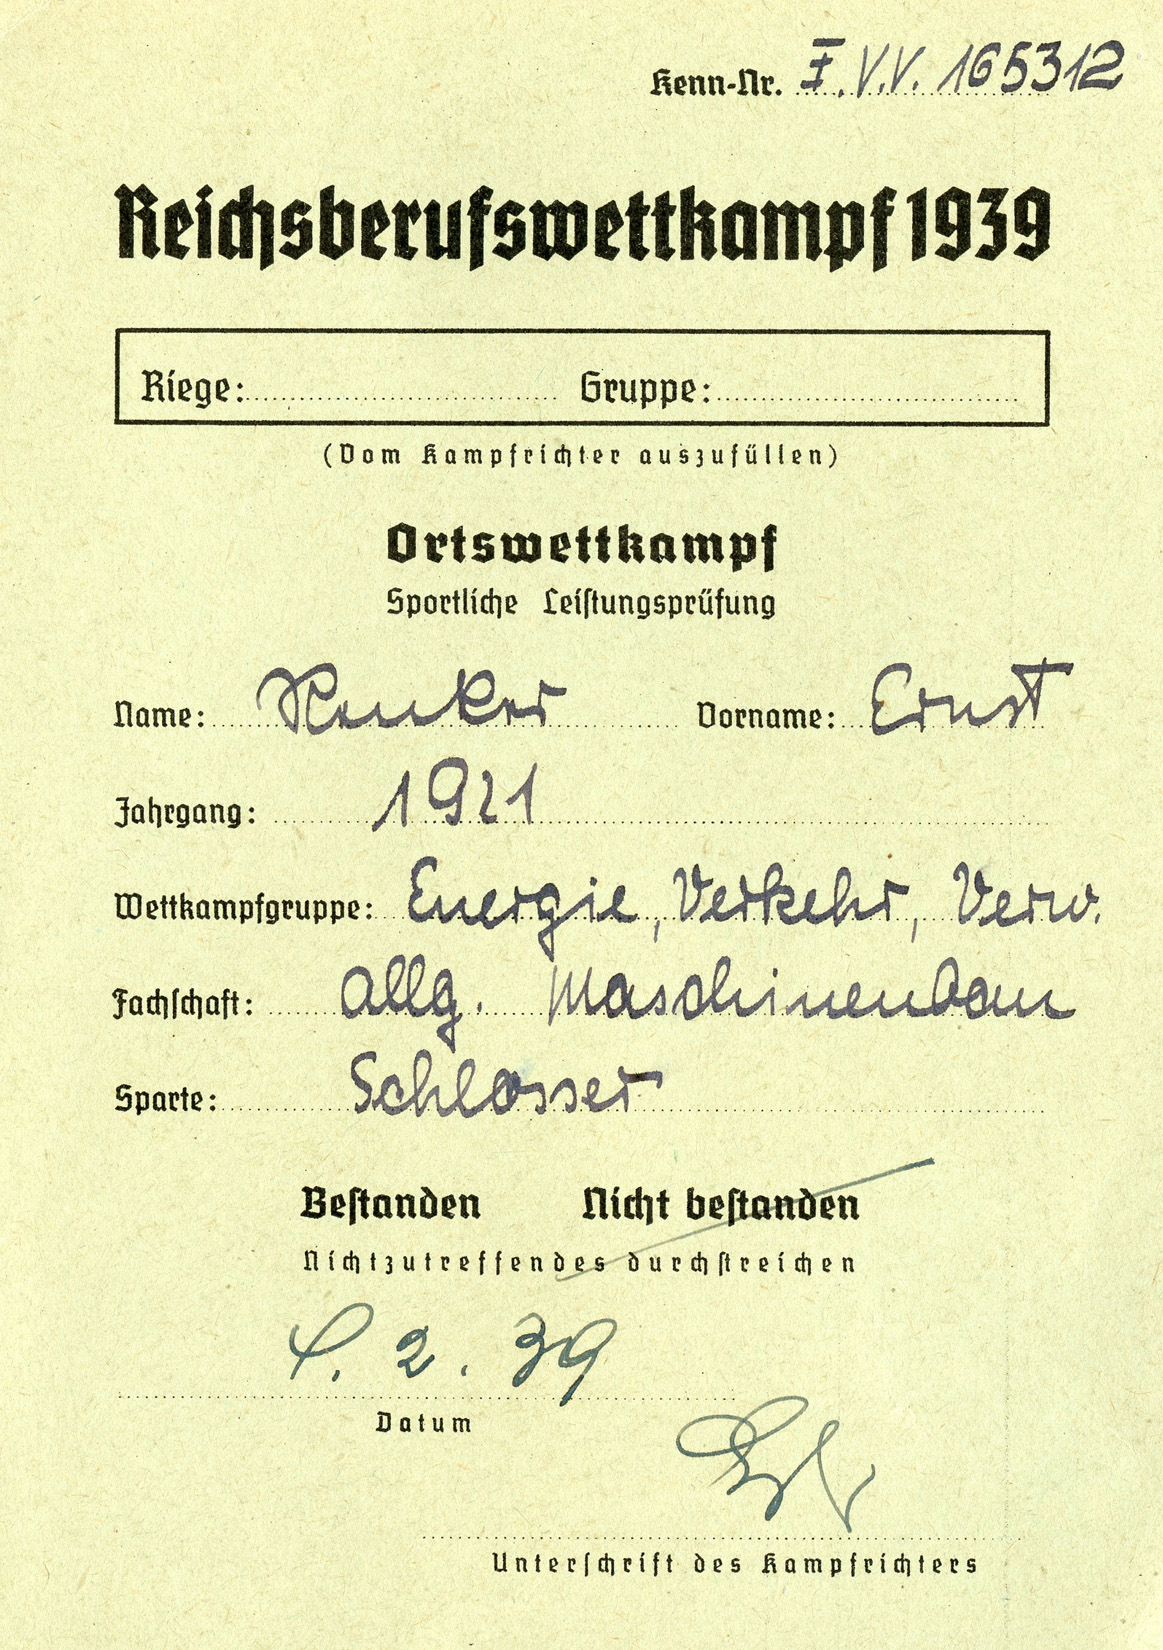 Kenn-Nr. I.V.V. 165312
Reichsberufswettkampf 1939
Riege: Gruppe:
(Vom Kampfrichter auszufüllen)
Ortswettkampf
Sportliche Leistungsprüfung
Name: Renker Vorname: Ernst
Jahrgang: 1921
Wettkampfgruppe: Energie, Verkehr, Verw.
Fachschaft: Allg. Maschinenbau
Sparte: Schlosser
Bestanden Nicht bestanden
Nichtzutreffendes durchstreichen
2. 39
Datum
Unterschrift des Kampfrichters